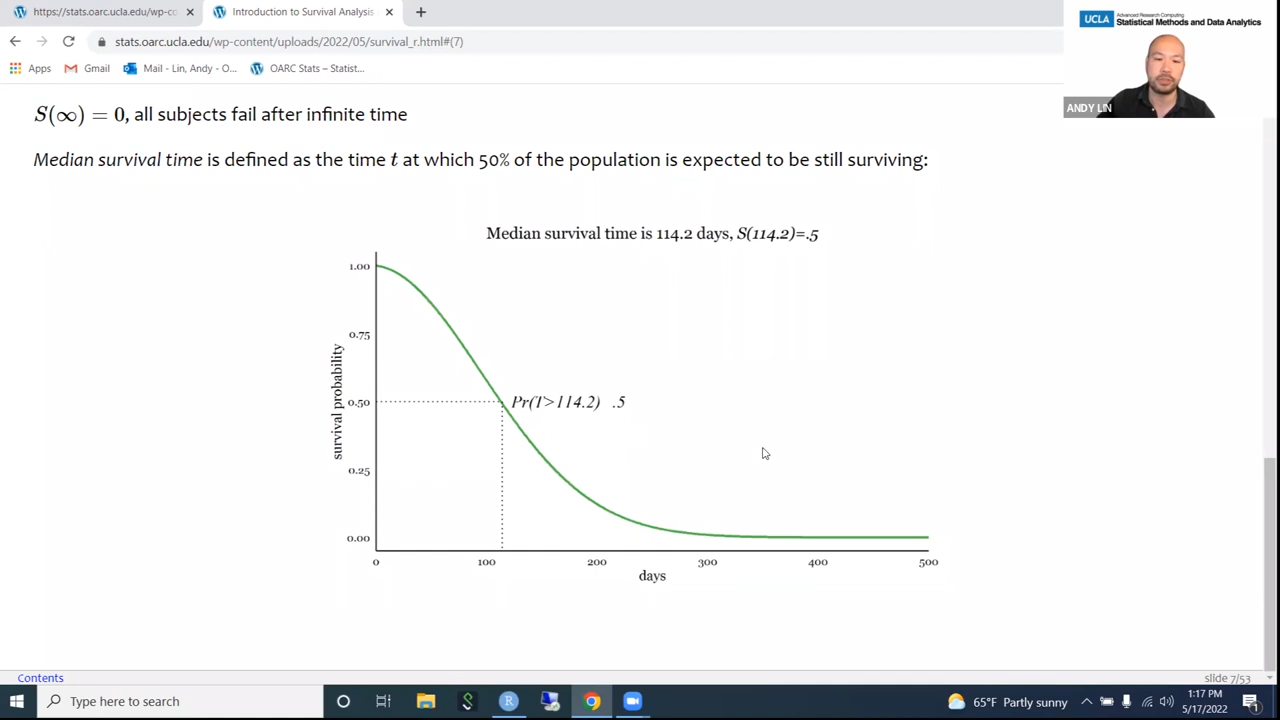 https://stats.oarc.ucla.edu/wp-co
Introduction to Survival Analysis
stats.oarc.ucla.edu/wp-content/uploads/2022/05/survival_r.html#(7)
Apps
Gmail
Mail - Lin, Andy - O...
OARC Stats – Statist...
UCLA
Advanced Research Computing
Statistical Methods and Data Analytics
ANDY LIN
S(∞) = 0, all subjects fail after infinite time
Median survival time is defined as the time t at which 50% of the population is expected to be still surviving:
Median survival time is 114.2 days, S(114.2)=.5
survival probability
1.00
0.75
0.50
0.25
0.00
Pr(T>114.2) .5
0 100 200 300 400 500
days
Contents
slide 7/53
Type here to search
65°F Partly sunny
1:17 PM
5/17/2022
1